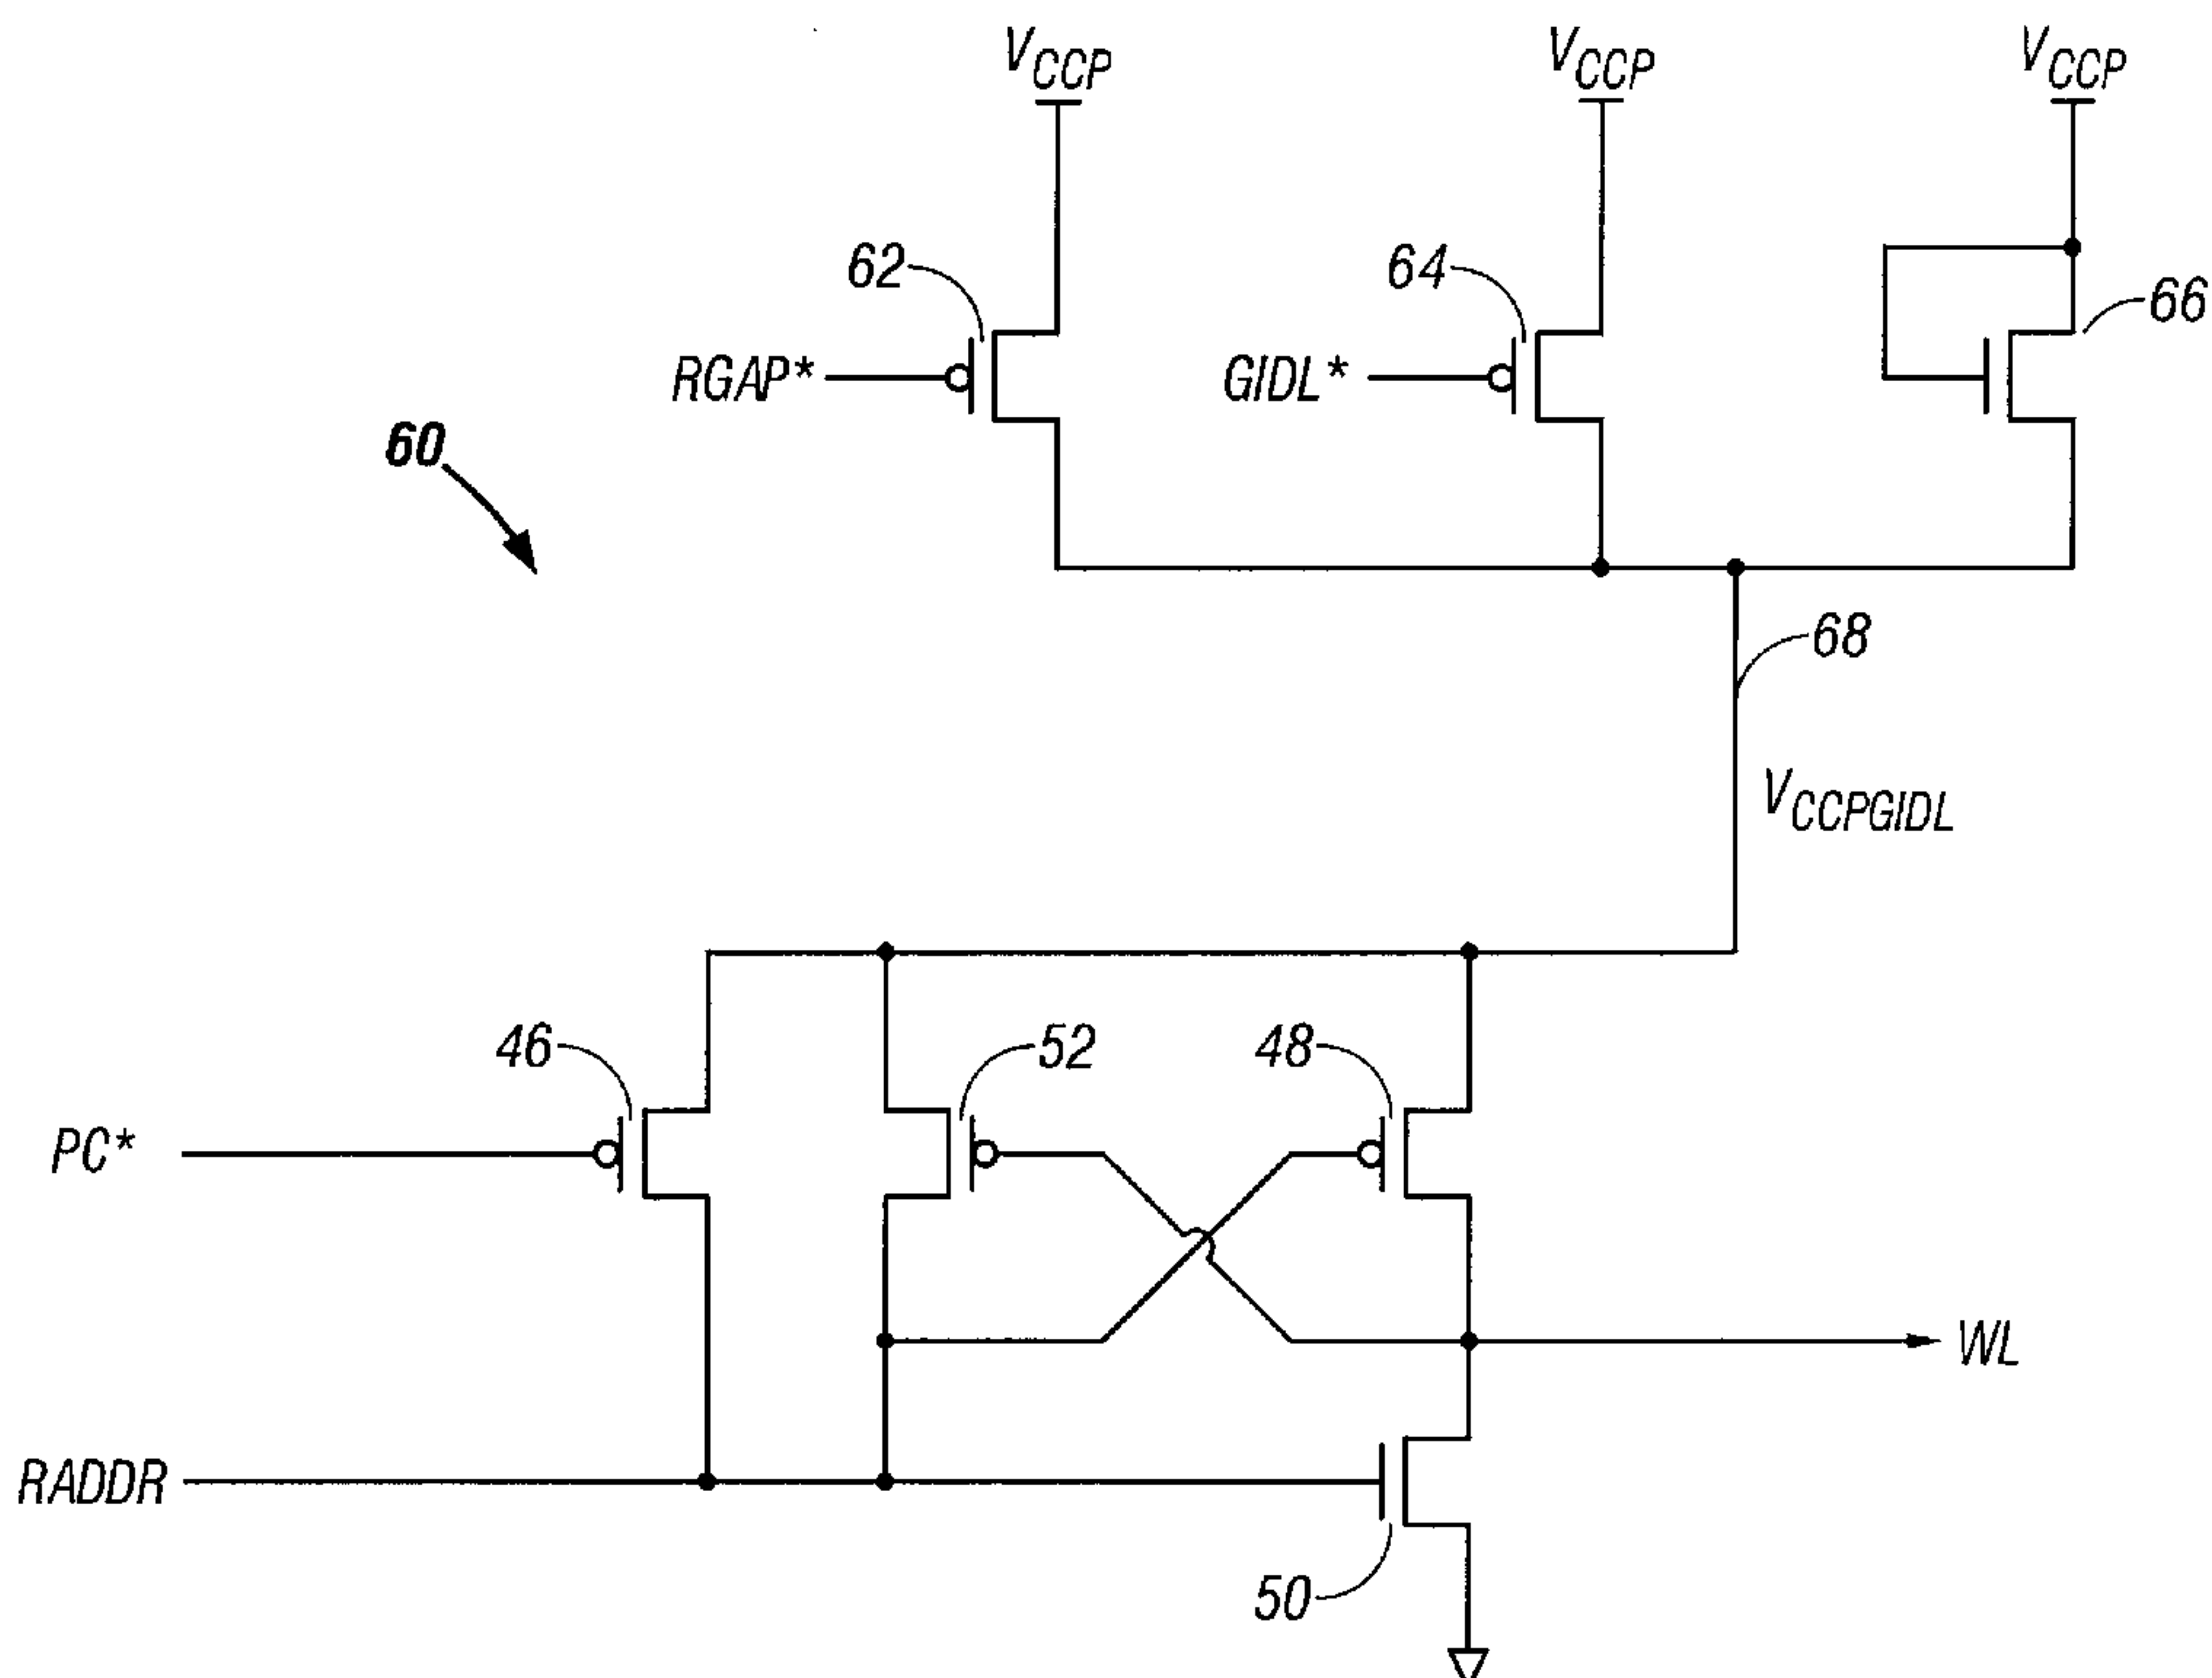 VCCP VCCP VCCP
62 64 66
RGAP* GIDL*
60
68
VCCPGIDL
46 52 48
PC*
WL
RADDR
50